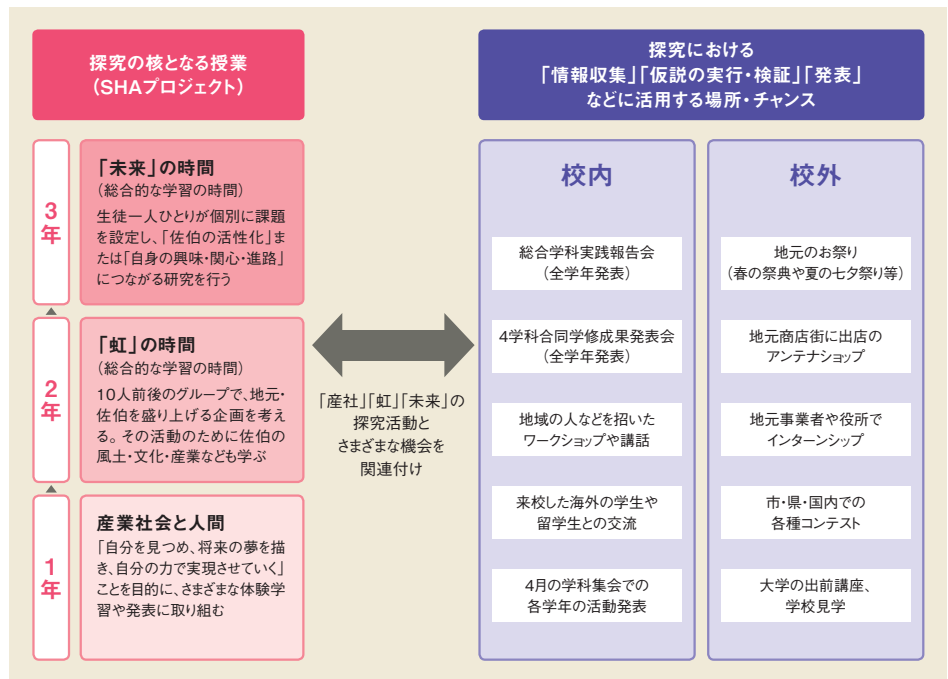 探究の核となる授業
(SHAプロジェクト)
3年
「未来」の時間
(総合的な学習の時間)
生徒一人ひとりが個別に課題
を設定し、「佐伯の活性化」また
は「自身の興味・関心・進路」
につながる研究を行う
2年
「虹」の時間
(総合的な学習の時間)
10人前後のグループで、地元・
佐伯を盛り上げる企画を考え
る。その活動のために佐伯の
風土・文化・産業なども学ぶ
1年
産業社会と人間
「自分を見つめ、将来の夢を描
き、自分の力で実現させていく」
ことを目的に、さまざまな体験学
習や発表に取り組む
「産社」「虹」「未来」の
探究活動と
さまざまな機会を
関連付け
探究における
「情報収集」「仮説の実行・検証」「発表」
などに活用する場所・チャンス
校内
総合学科実践報告会
(全学年発表)
4学科合同学修成果発表会
(全学年発表)
地域の人などを招いた
ワークショップや講話
来校した海外の学生や
留学生との交流
4月の学科集会での
各学年の活動発表
校外
地元のお祭り
(春の祭典や夏の七夕祭り等)
地元商店街に出店の
アンテナショップ
地元事業者や役所で
インターンシップ
市・県・国内での
各種コンテスト
大学の出前講座、
学校見学